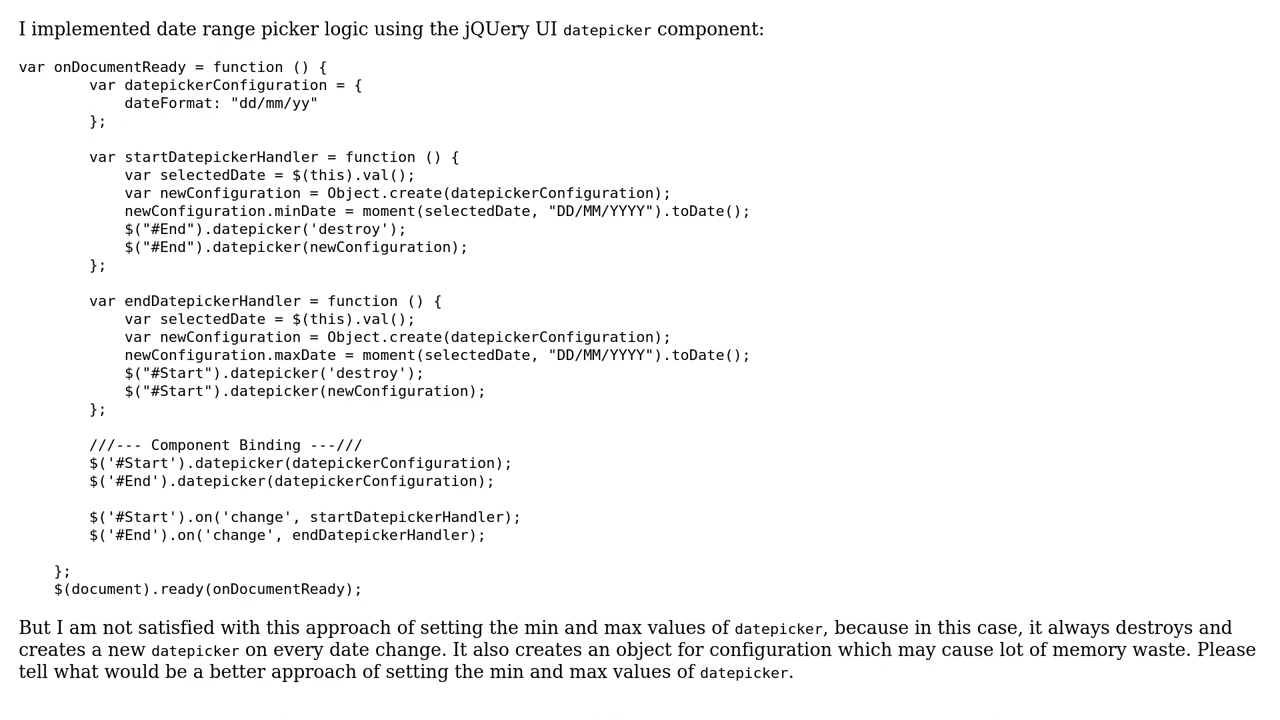 I implemented date range picker logic using the jQUery UI datepicker component:
var onDocumentReady = function () {
        var datepickerConfiguration = {
            dateFormat: "dd/mm/yy"
        };

        var startDatepickerHandler = function () {
            var selectedDate = $(this).val();
            var newConfiguration = Object.create(datepickerConfiguration);
            newConfiguration.minDate = moment(selectedDate, "DD/MM/YYYY").toDate();
            $("#End").datepicker('destroy');
            $("#End").datepicker(newConfiguration);
        };

        var endDatepickerHandler = function () {
            var selectedDate = $(this).val();
            var newConfiguration = Object.create(datepickerConfiguration);
            newConfiguration.maxDate = moment(selectedDate, "DD/MM/YYYY").toDate();
            $("#Start").datepicker('destroy');
            $("#Start").datepicker(newConfiguration);
        };

        ///--- Component Binding ---///
        $('#Start').datepicker(datepickerConfiguration);
        $('#End').datepicker(datepickerConfiguration);

        $('#Start').on('change', startDatepickerHandler);
        $('#End').on('change', endDatepickerHandler);

    };
    $(document).ready(onDocumentReady);
But I am not satisfied with this approach of setting the min and max values of datepicker, because in this case, it always destroys and
creates a new datepicker on every date change. It also creates an object for configuration which may cause lot of memory waste. Please
tell what would be a better approach of setting the min and max values of datepicker.